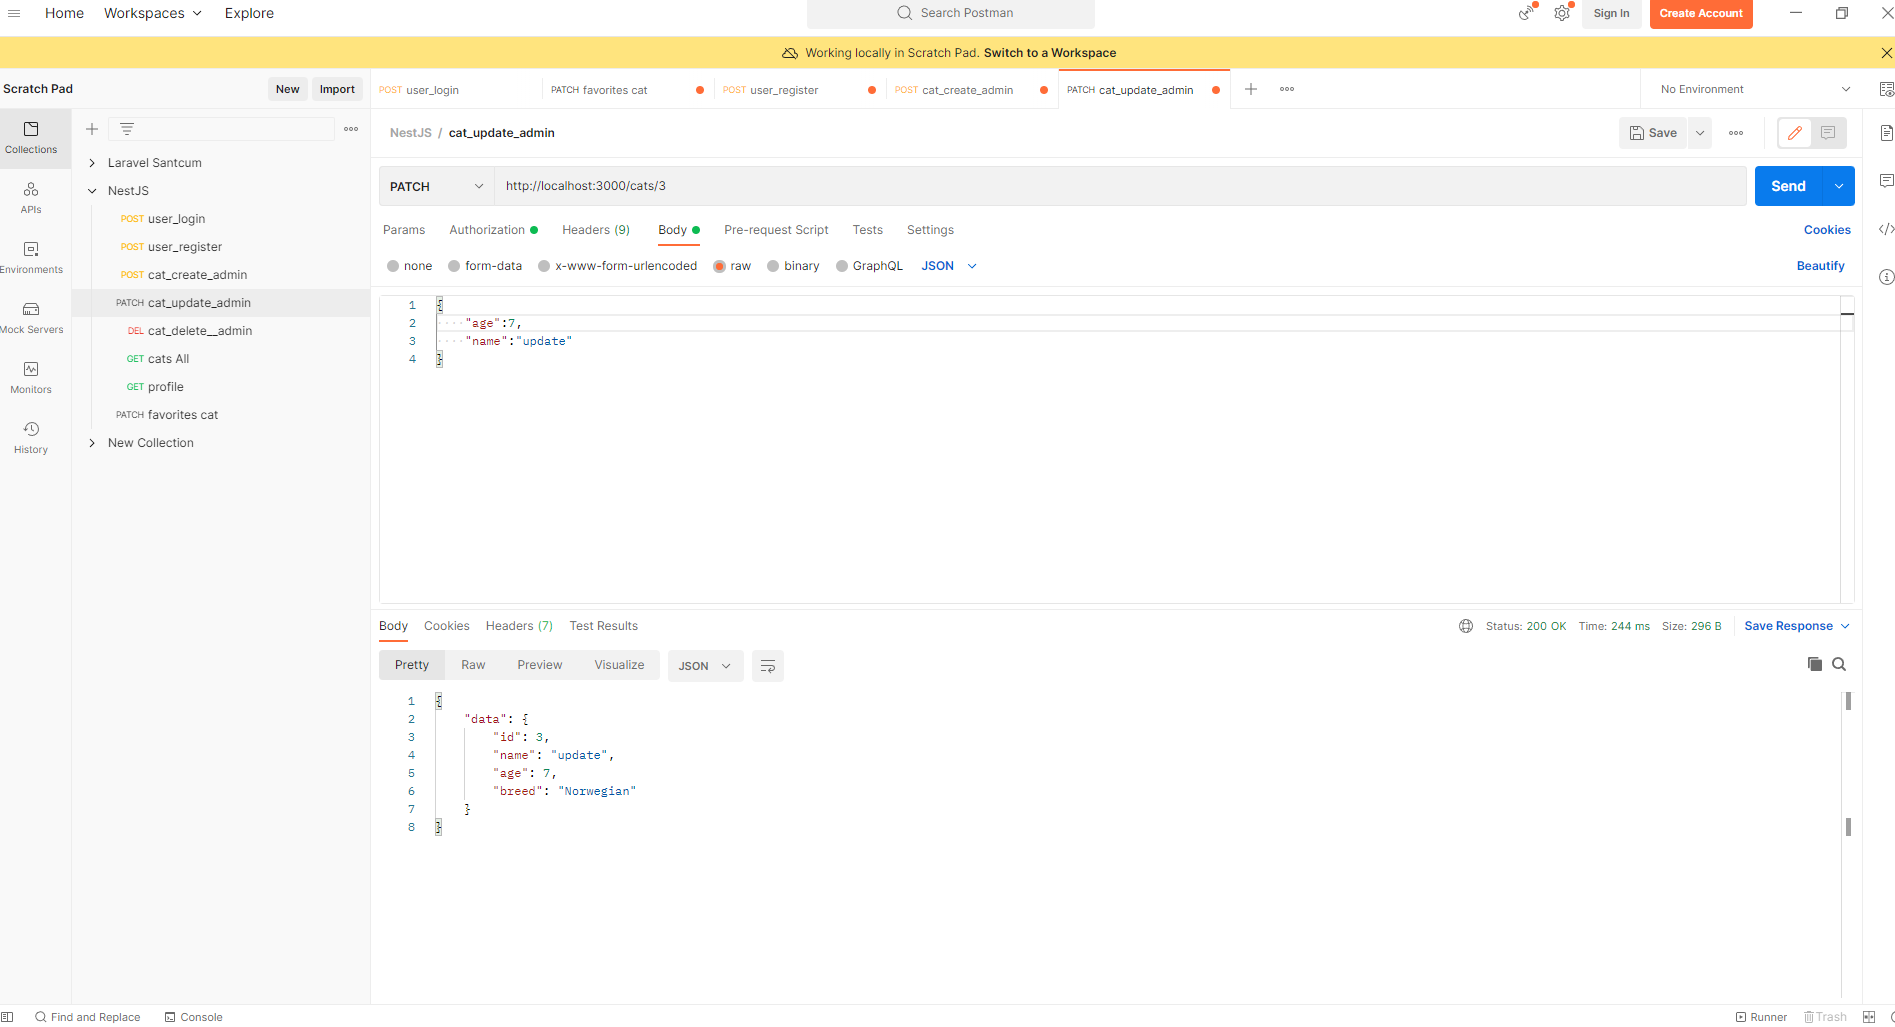 Home Workspaces Explore Search Postman Sign In Create Account
Working locally in Scratch Pad. Switch to a Workspace
Scratch Pad New Import POST user_login PATCH favorites cat POST user_register POST cat_create_admin PATCH cat_update_admin No Environment
Collections
APIs
Environments
Mock Servers
Monitors
History
Laravel Santcum
NestJS
POST user_login
POST user_register
POST cat_create_admin
PATCH cat_update_admin
DEL cat_delete__admin
GET cats All
GET profile
PATCH favorites cat
New Collection
NestJS / cat_update_admin Save
PATCH http://localhost:3000/cats/3 Send
Params Authorization Headers (9) Body Pre-request Script Tests Settings Cookies
none form-data x-www-form-urlencoded raw binary GraphQL JSON Beautify
1 {
2 "age":7,
3 "name":"update"
4 }
Body Cookies Headers (7) Test Results Status: 200 OK Time: 244 ms Size: 296 B Save Response
Pretty Raw Preview Visualize JSON
1 {
2 "data": {
3 "id": 3,
4 "name": "update",
5 "age": 7,
6 "breed": "Norwegian"
7 }
8 }
Find and Replace Console Runner Trash